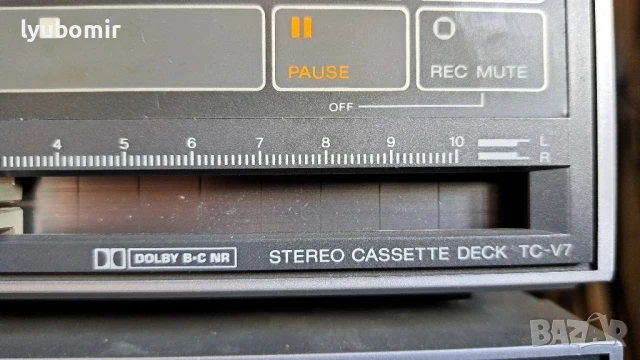 lyubomir
PAUSE
REC MUTE
OFF
4 5 6 7 8 9 10
L
R
DOLBY B•C NR
STEREO CASSETTE DECK TC-V7
BAZAR